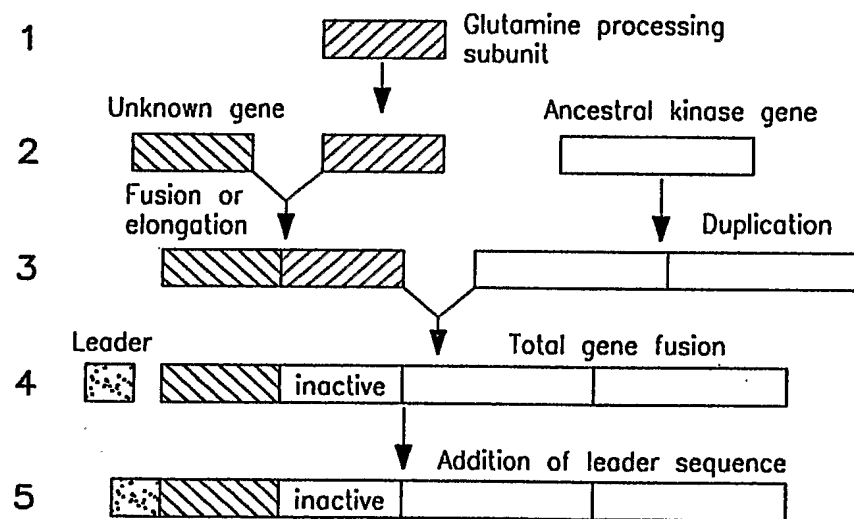 1
Glutamine processing
subunit
Unknown gene
Ancestral kinase gene
2
Fusion or
elongation
Duplication
3
Leader
Total gene fusion
4
inactive
Addition of leader sequence
5
inactive